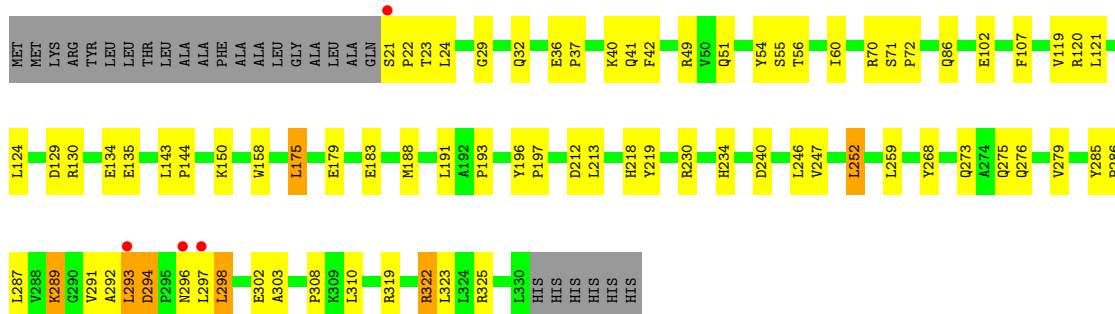 MET MET LYS ARG TYR LEU LEU THR LEU ALA ALA PHE ALA ALA LEU GLY ALA LEU ALA GLN S21 P22 T23 L24 G29 Q32 E36 P37 K40 Q41 F42 R49 V50 Q51 Y54 S55 T56 I60 R70 S71 P72 Q86 E102 F107 V119 R120 L121
L124 D129 R130 E134 E135 L143 P144 K150 W158 L175 E179 E183 M188 L191 A192 P193 Y196 P197 D212 L213 H218 Y219 R230 H234 D240 L246 V247 L252 L259 Y268 Q273 A274 Q275 Q276 V279 Y285 R286
L287 V288 K289 G290 V291 A292 L293 D294 P295 N296 L297 L298 E302 A303 P308 K309 L310 R319 R322 L323 L324 R325 L330 HIS HIS HIS HIS HIS HIS